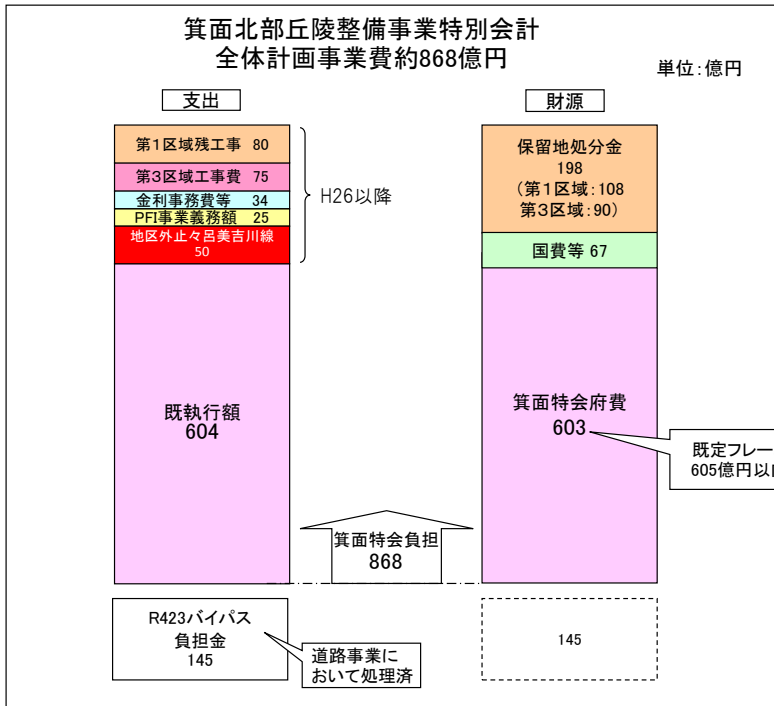 箕面北部丘陵整備事業特別会計
全体計画事業費約868億円
単位:億円
支出
財源
第1区域残工事 80
第3区域工事費 75
金利事務費等 34
PFI事業義務額 25
地区外止々呂美吉川線
50
H26以降
既執行額
604
保留地処分金
198
(第1区域:108
第3区域:90)
国費等 67
箕面特会府費
603
既定フレー
605億円以
箕面特会負担
868
R423バイパス
負担金
145
道路事業に
おいて処理済
145